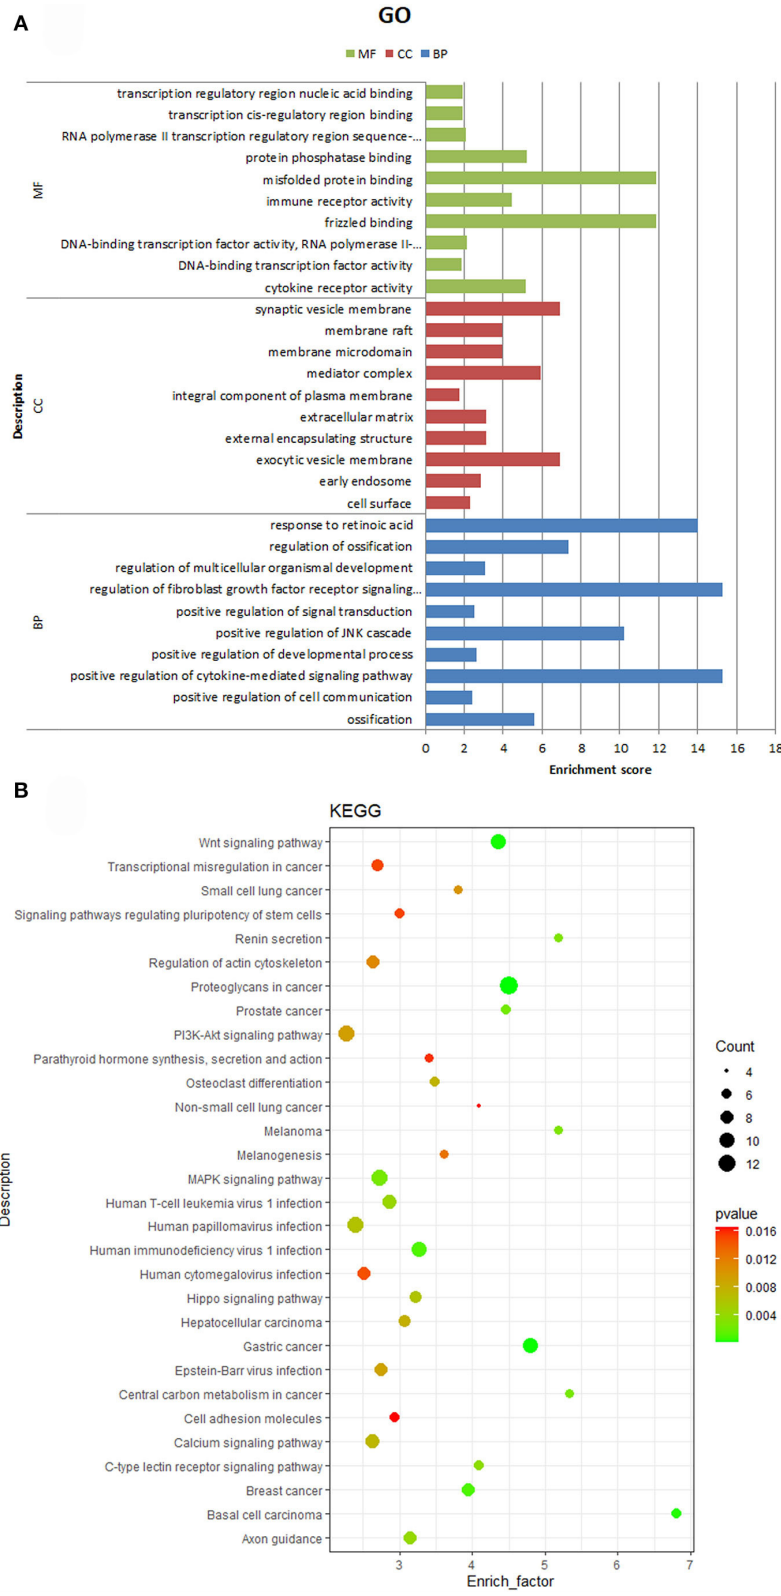 A
GO
MF CC BP
Description
MF
transcription regulatory region nucleic acid binding
transcription cis-regulatory region binding
RNA polymerase II transcription regulatory region sequence-...
protein phosphatase binding
misfolded protein binding
immune receptor activity
frizzled binding
DNA-binding transcription factor activity, RNA polymerase II-...
DNA-binding transcription factor activity
cytokine receptor activity
CC
synaptic vesicle membrane
membrane raft
membrane microdomain
mediator complex
integral component of plasma membrane
extracellular matrix
external encapsulating structure
exocytic vesicle membrane
early endosome
cell surface
BP
response to retinoic acid
regulation of ossification
regulation of multicellular organismal development
regulation of fibroblast growth factor receptor signaling...
positive regulation of signal transduction
positive regulation of JNK cascade
positive regulation of developmental process
positive regulation of cytokine-mediated signaling pathway
positive regulation of cell communication
ossification
0 2 4 6 8 10 12 14 16 18
Enrichment score
B
KEGG
Description
Wnt signaling pathway
Transcriptional misregulation in cancer
Small cell lung cancer
Signaling pathways regulating pluripotency of stem cells
Renin secretion
Regulation of actin cytoskeleton
Proteoglycans in cancer
Prostate cancer
PI3K-Akt signaling pathway
Parathyroid hormone synthesis, secretion and action
Osteoclast differentiation
Non-small cell lung cancer
Melanoma
Melanogenesis
MAPK signaling pathway
Human T-cell leukemia virus 1 infection
Human papillomavirus infection
Human immunodeficiency virus 1 infection
Human cytomegalovirus infection
Hippo signaling pathway
Hepatocellular carcinoma
Gastric cancer
Epstein-Barr virus infection
Central carbon metabolism in cancer
Cell adhesion molecules
Calcium signaling pathway
C-type lectin receptor signaling pathway
Breast cancer
Basal cell carcinoma
Axon guidance
3 4 5 6 7
Enrich_factor
Count
4
6
8
10
12
pvalue
0.016
0.012
0.008
0.004